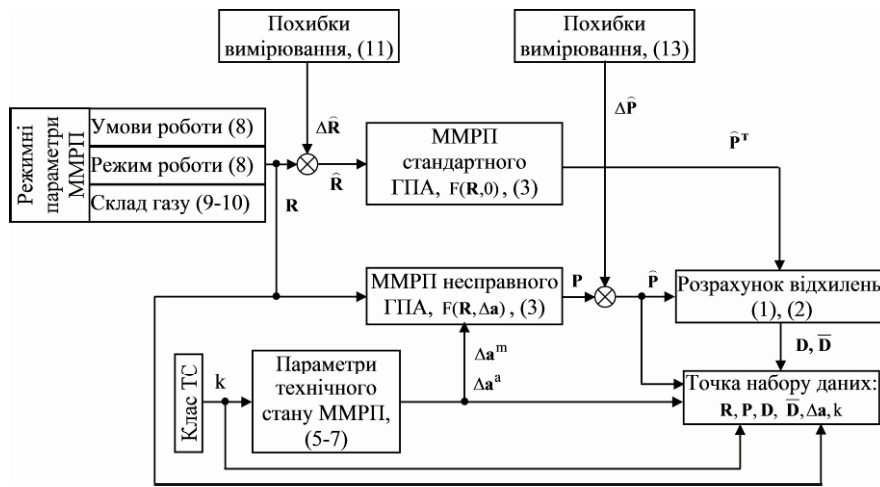 Похибки
вимірювання, (11)
Похибки
вимірювання, (13)
Режимні
параметри
ММРП
Умови роботи (8)
Режим роботи (8)
Склад газу (9-10)
ΔR̂
R̂
R
ММРП
стандартного
ГПА, F(R,0), (3)
ΔP̂
P̂ᵀ
ММРП несправного
ГПА, F(R,Δa), (3)
P
P̂
Розрахунок відхилень
(1), (2)
D, D̅
Клас ТС
k
Параметри
технічного
стану ММРП,
(5-7)
Δaᵐ
Δaᵃ
Точка набору даних:
R, P, D, D̅, Δa, k